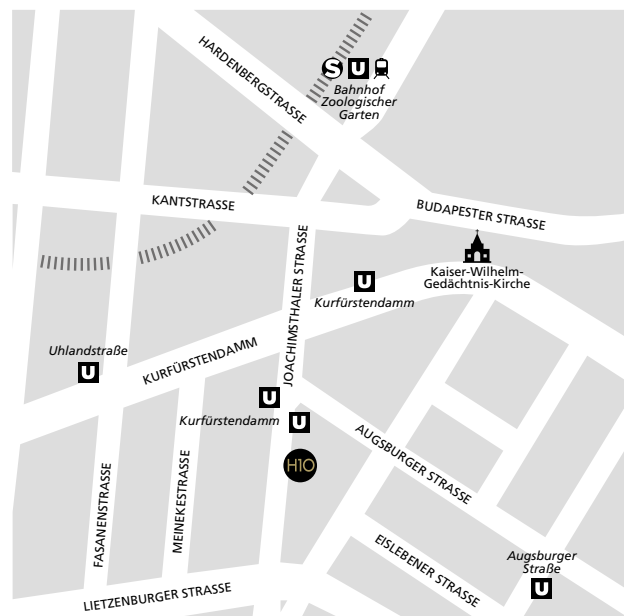 HARDENBERGSTRASSE
S U
Bahnhof
Zoologischer
Garten
KANTSTRASSE
BUDAPESTER STRASSE
JOACHIMSTHALER STRASSE
Kaiser-Wilhelm-
Gedächtnis-Kirche
U
Kurfürstendamm
Uhlandstraße
U
KURFÜRSTENDAMM
U
Kurfürstendamm U
H10
AUGSBURGER STRASSE
FASANENSTRASSE
MEINEKESTRASSE
EISLEBENER STRASSE
Augsburger
Straße
U
LIETZENBURGER STRASSE